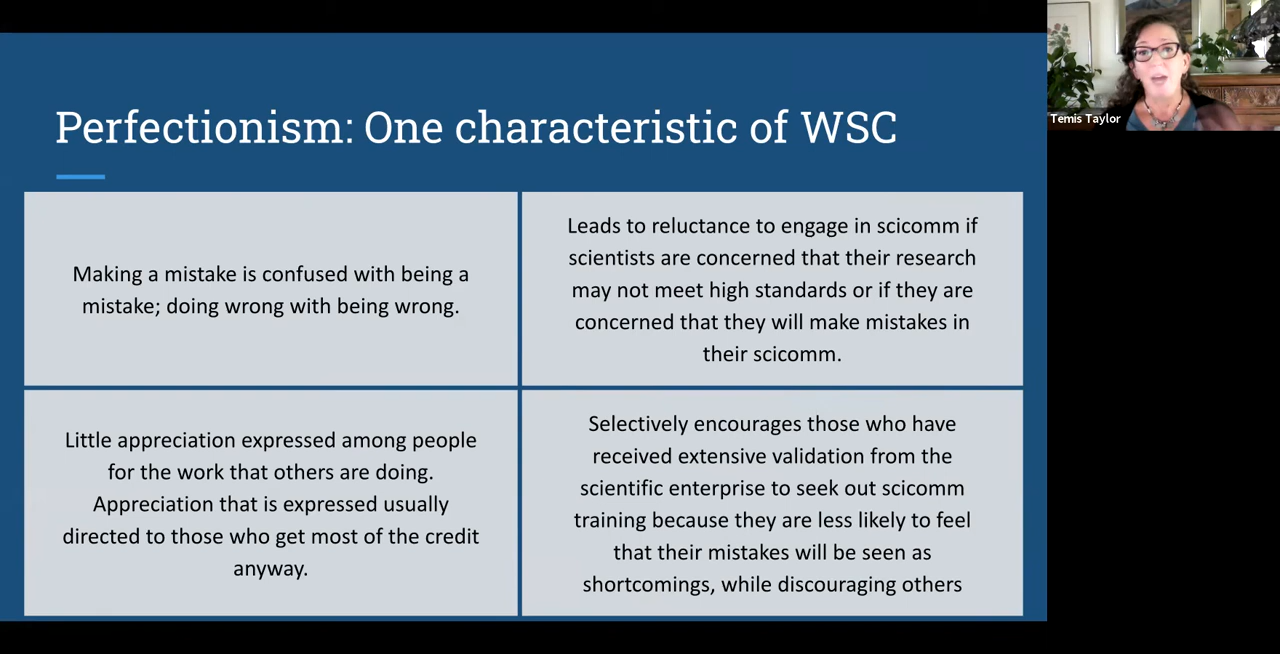 Perfectionism: One characteristic of WSC
Making a mistake is confused with being a
mistake; doing wrong with being wrong.
Leads to reluctance to engage in scicomm if
scientists are concerned that their research
may not meet high standards or if they are
concerned that they will make mistakes in
their scicomm.
Little appreciation expressed among people
for the work that others are doing.
Appreciation that is expressed usually
directed to those who get most of the credit
anyway.
Selectively encourages those who have
received extensive validation from the
scientific enterprise to seek out scicomm
training because they are less likely to feel
that their mistakes will be seen as
shortcomings, while discouraging others
Temis Taylor